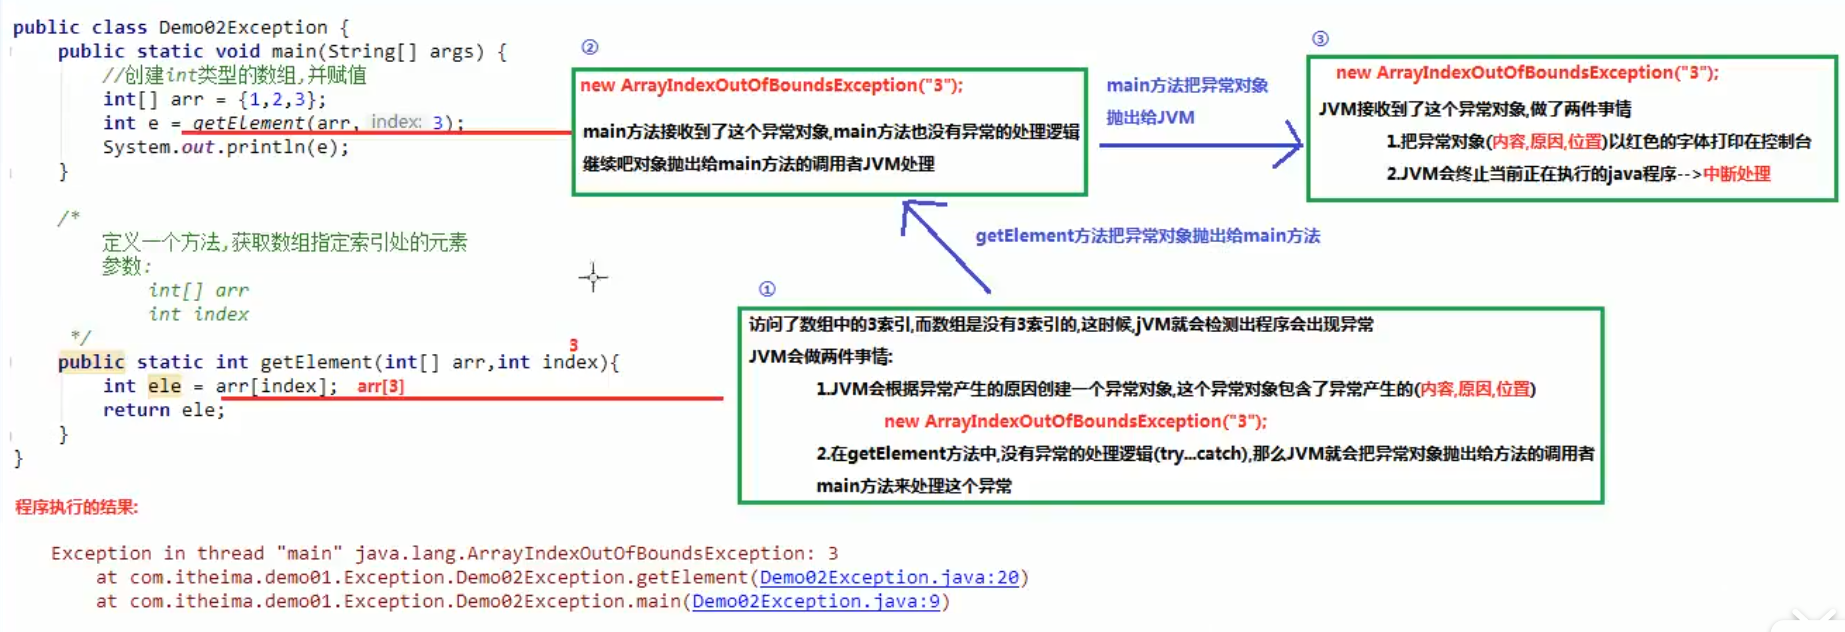 public class Demo02Exception {
public static void main(String[] args) {
//创建int类型的数组,并赋值
int[] arr = {1,2,3};
int e = getElement(arr, index: 3);
System.out.println(e);
}
/*
定义一个方法,获取数组指定索引处的元素
参数:
int[] arr
int index
*/
3
public static int getElement(int[] arr,int index){
int ele = arr[index]; arr[3]
return ele;
}
}
①
访问了数组中的3索引,而数组是没有3索引的,这时候,jVM就会检测出程序会出现异常
JVM会做两件事情:
1.JVM会根据异常产生的原因创建一个异常对象,这个异常对象包含了异常产生的(内容,原因,位置)
new ArrayIndexOutOfBoundsException("3");
2.在getElement方法中,没有异常的处理逻辑(try...catch),那么JVM就会把异常对象抛出给方法的调用者
main方法来处理这个异常
getElement方法把异常对象抛出给main方法
②
new ArrayIndexOutOfBoundsException("3");
main方法接收到了这个异常对象,main方法也没有异常的处理逻辑
继续吧对象抛出给main方法的调用者JVM处理
main方法把异常对象
抛出给JVM
③
new ArrayIndexOutOfBoundsException("3");
JVM接收到了这个异常对象,做了两件事情
1.把异常对象(内容,原因,位置)以红色的字体打印在控制台
2.JVM会终止当前正在执行的java程序-->中断处理
程序执行的结果:
Exception in thread "main" java.lang.ArrayIndexOutOfBoundsException: 3
at com.itheima.demo01.Exception.Demo02Exception.getElement(Demo02Exception.java:20)
at com.itheima.demo01.Exception.Demo02Exception.main(Demo02Exception.java:9)